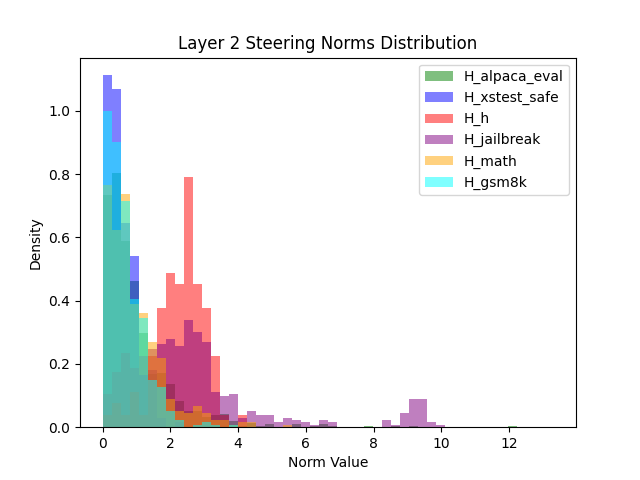 Layer 2 Steering Norms Distribution
H_alpaca_eval
H_xstest_safe
H_h
H_jailbreak
H_math
H_gsm8k
1.0
0.8
0.6
0.4
0.2
0.0
Density
0 2 4 6 8 10 12
Norm Value